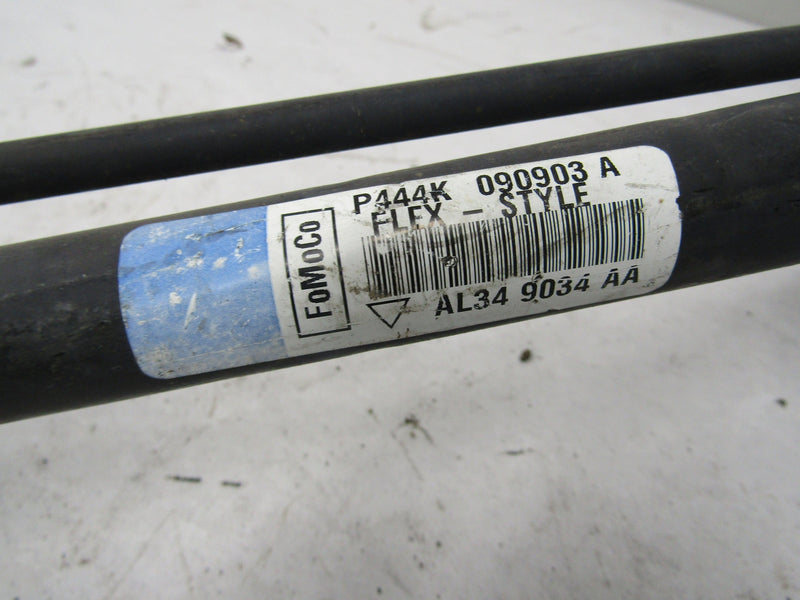 FoMoCo
P444K 090903 A
FLEX - STYLE
AL34 9034 AA